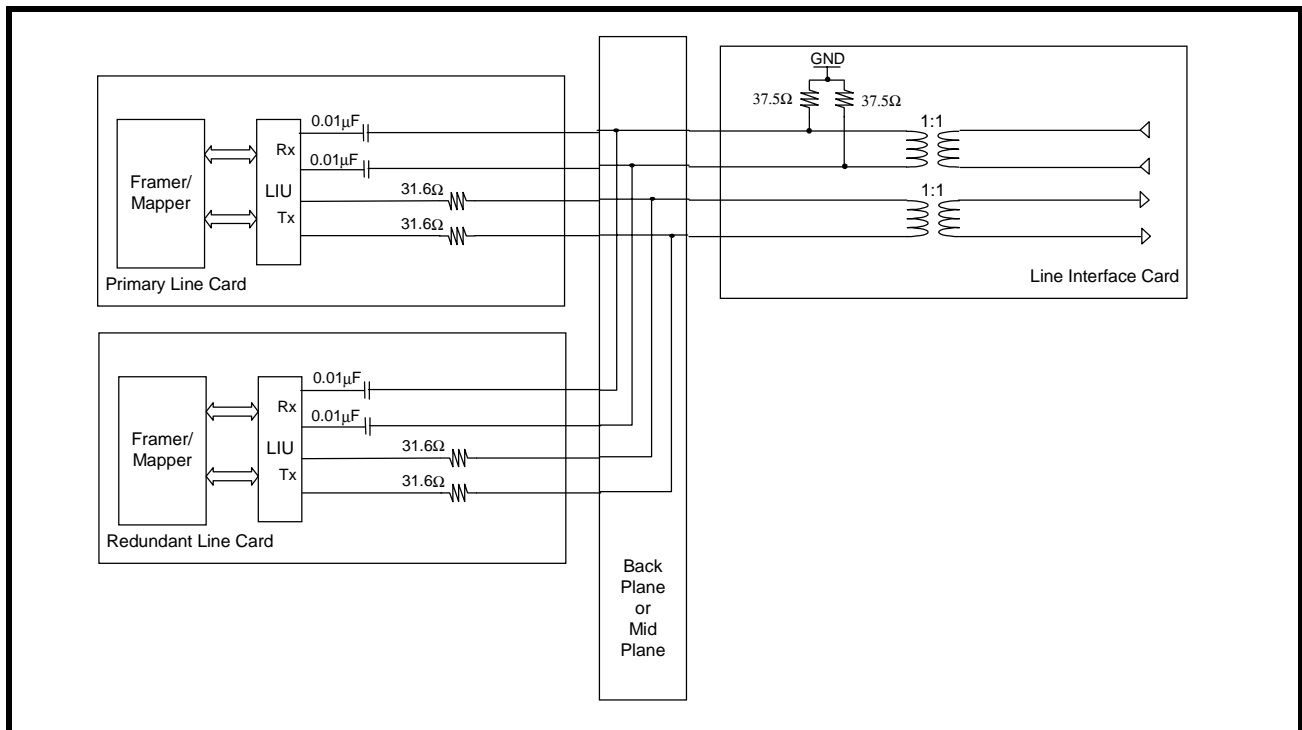 GND
37.5Ω
37.5Ω
0.01μF
1:1
Rx
0.01μF
Framer/
Mapper
LIU
31.6Ω
1:1
Tx
31.6Ω
Primary Line Card
Line Interface Card
0.01μF
Rx
0.01μF
Framer/
Mapper
LIU
31.6Ω
Tx
31.6Ω
Redundant Line Card
Back
Plane
or
Mid
Plane